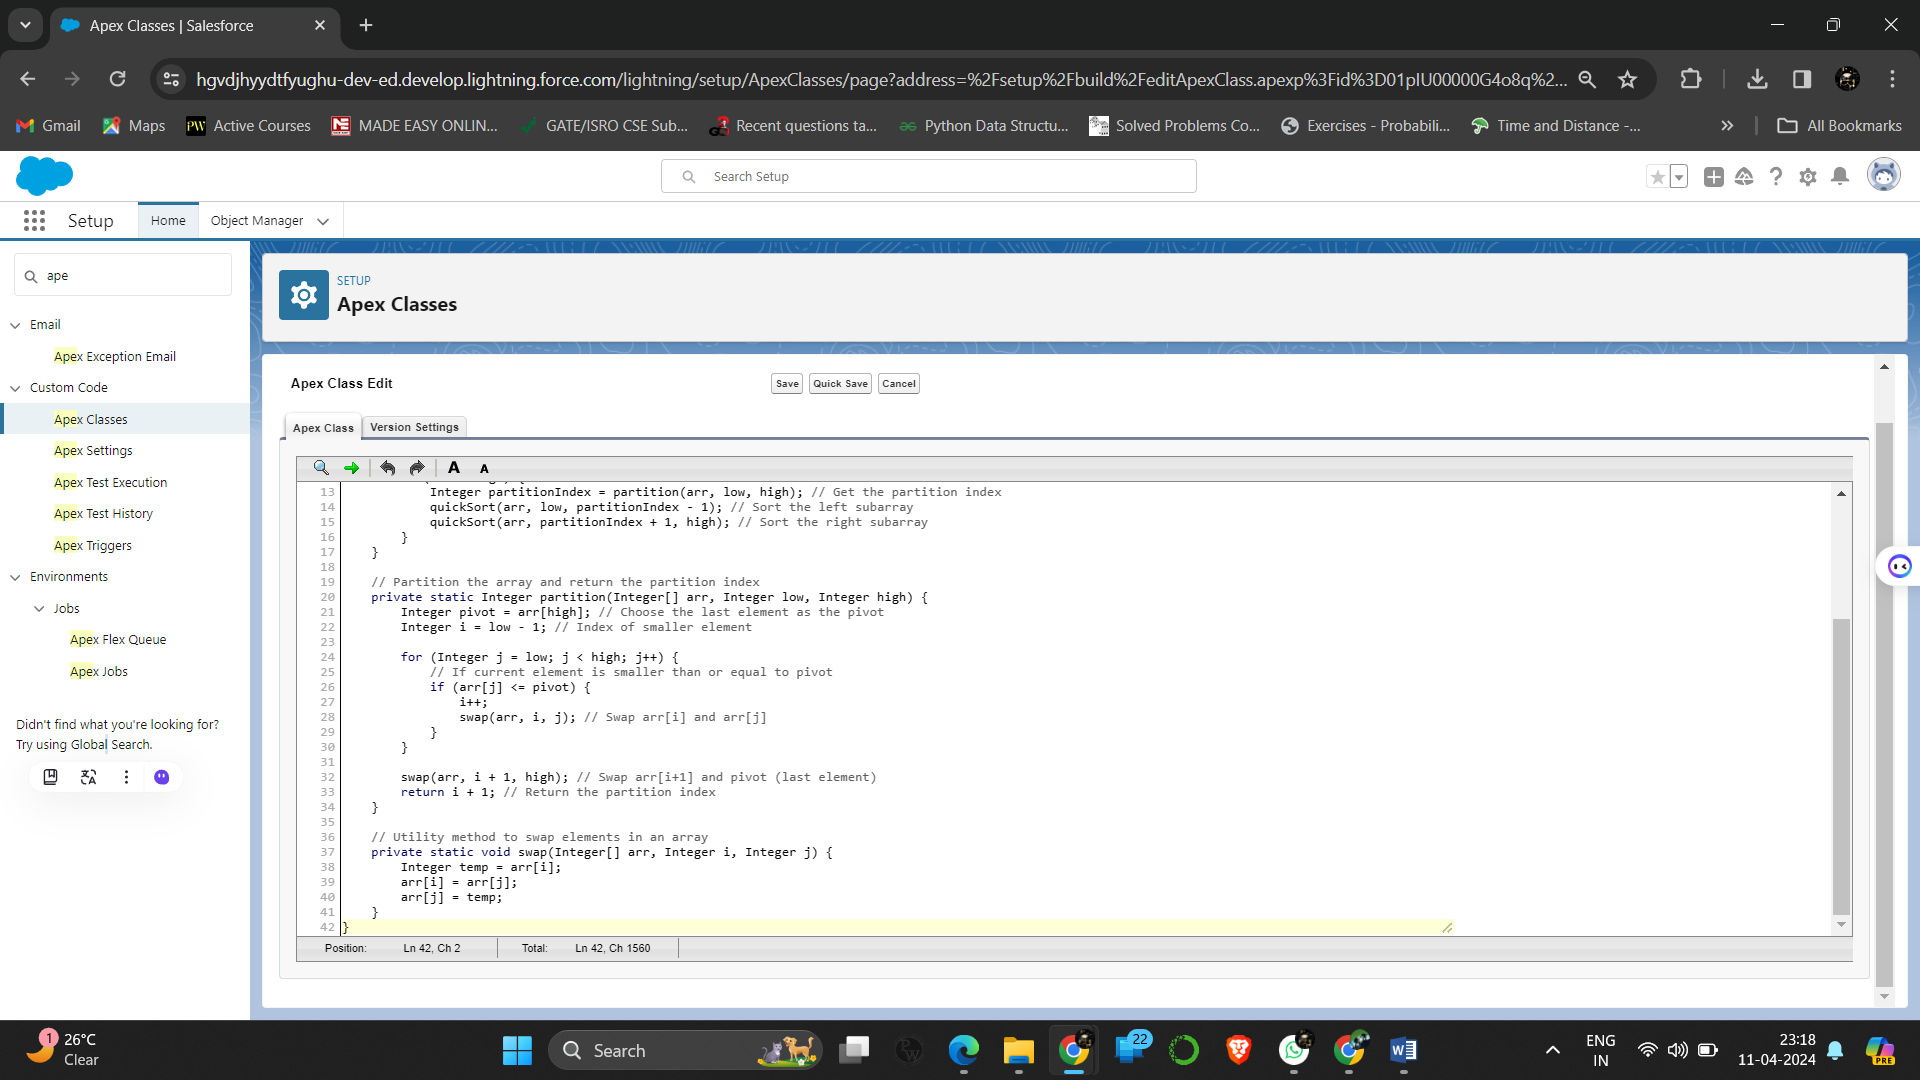 Apex Classes | Salesforce
hgvdjhyydtfyughu-dev-ed.develop.lightning.force.com/lightning/setup/ApexClasses/page?address=%2Fsetup%2Fbuild%2FeditApexClass.apexp%3Fid%3D01pIU00000G4o8q%2...
Gmail
Maps
PW Active Courses
MADE EASY ONLIN...
GATE/ISRO CSE Sub...
Recent questions ta...
Python Data Structu...
Solved Problems Co...
Exercises - Probabili...
Time and Distance -...
All Bookmarks
Search Setup
Setup
Home
Object Manager
ape
Email
Apex Exception Email
Custom Code
Apex Classes
Apex Settings
Apex Test Execution
Apex Test History
Apex Triggers
Environments
Jobs
Apex Flex Queue
Apex Jobs
Didn't find what you're looking for?
Try using Global Search.
SETUP
Apex Classes
Apex Class Edit
Save
Quick Save
Cancel
Apex Class
Version Settings
A A
13 Integer partitionIndex = partition(arr, low, high); // Get the partition index
14 quickSort(arr, low, partitionIndex - 1); // Sort the left subarray
15 quickSort(arr, partitionIndex + 1, high); // Sort the right subarray
16 }
17 }
18
19 // Partition the array and return the partition index
20 private static Integer partition(Integer[] arr, Integer low, Integer high) {
21 Integer pivot = arr[high]; // Choose the last element as the pivot
22 Integer i = low - 1; // Index of smaller element
23
24 for (Integer j = low; j < high; j++) {
25 // If current element is smaller than or equal to pivot
26 if (arr[j] <= pivot) {
27 i++;
28 swap(arr, i, j); // Swap arr[i] and arr[j]
29 }
30 }
31
32 swap(arr, i + 1, high); // Swap arr[i+1] and pivot (last element)
33 return i + 1; // Return the partition index
34 }
35
36 // Utility method to swap elements in an array
37 private static void swap(Integer[] arr, Integer i, Integer j) {
38 Integer temp = arr[i];
39 arr[i] = arr[j];
40 arr[j] = temp;
41 }
42 }
Position: Ln 42, Ch 2 Total: Ln 42, Ch 1560
1
26°C
Clear
Search
22
ENG
IN
23:18
11-04-2024
PRE